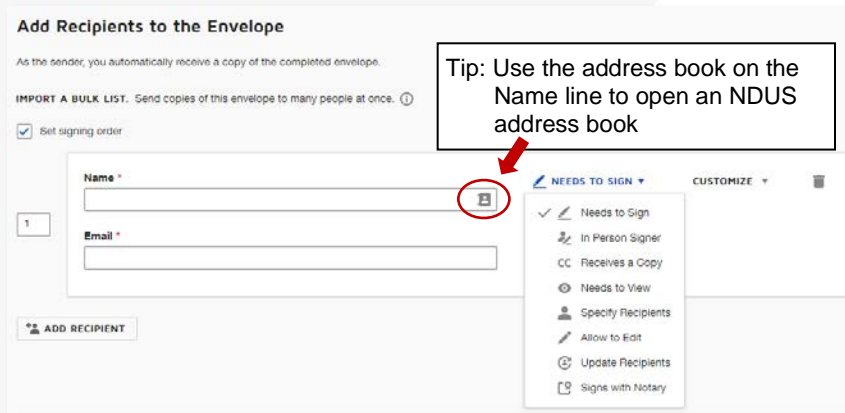 Add Recipients to the Envelope
As the sender, you automatically receive a copy of the completed envelope.
IMPORT A BULK LIST. Send copies of this envelope to many people at once.
Set signing order
Tip: Use the address book on the
Name line to open an NDUS
address book
Name *
NEEDS TO SIGN
CUSTOMIZE
1
Email *
Needs to Sign
In Person Signer
CC Receives a Copy
Needs to View
Specify Recipients
Allow to Edit
Update Recipients
Signs with Notary
ADD RECIPIENT